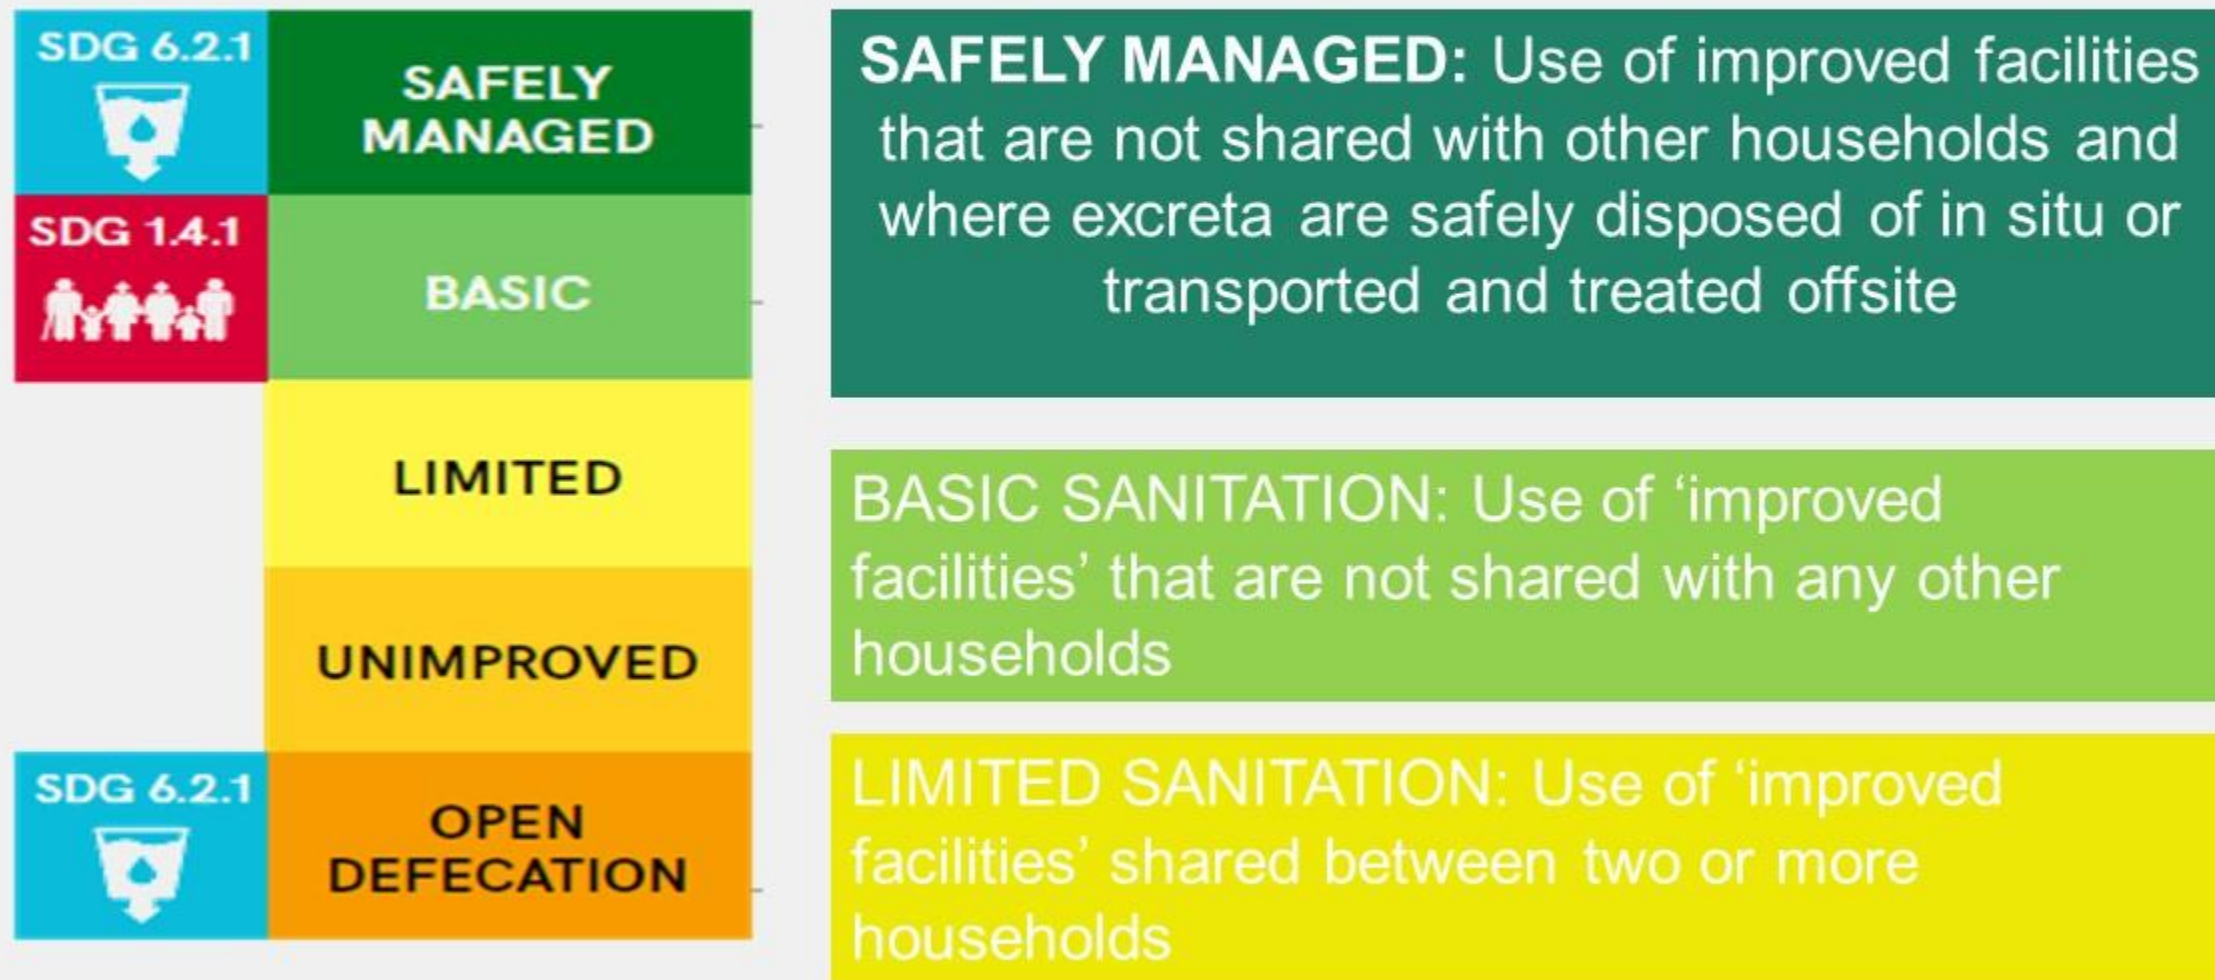 SDG 6.2.1
SAFELY
MANAGED
SDG 1.4.1
BASIC
LIMITED
UNIMPROVED
SDG 6.2.1
OPEN
DEFECATION
SAFELY MANAGED: Use of improved facilities
that are not shared with other households and
where excreta are safely disposed of in situ or
transported and treated offsite
BASIC SANITATION: Use of ‘improved
facilities’ that are not shared with any other
households
LIMITED SANITATION: Use of ‘improved
facilities’ shared between two or more
households